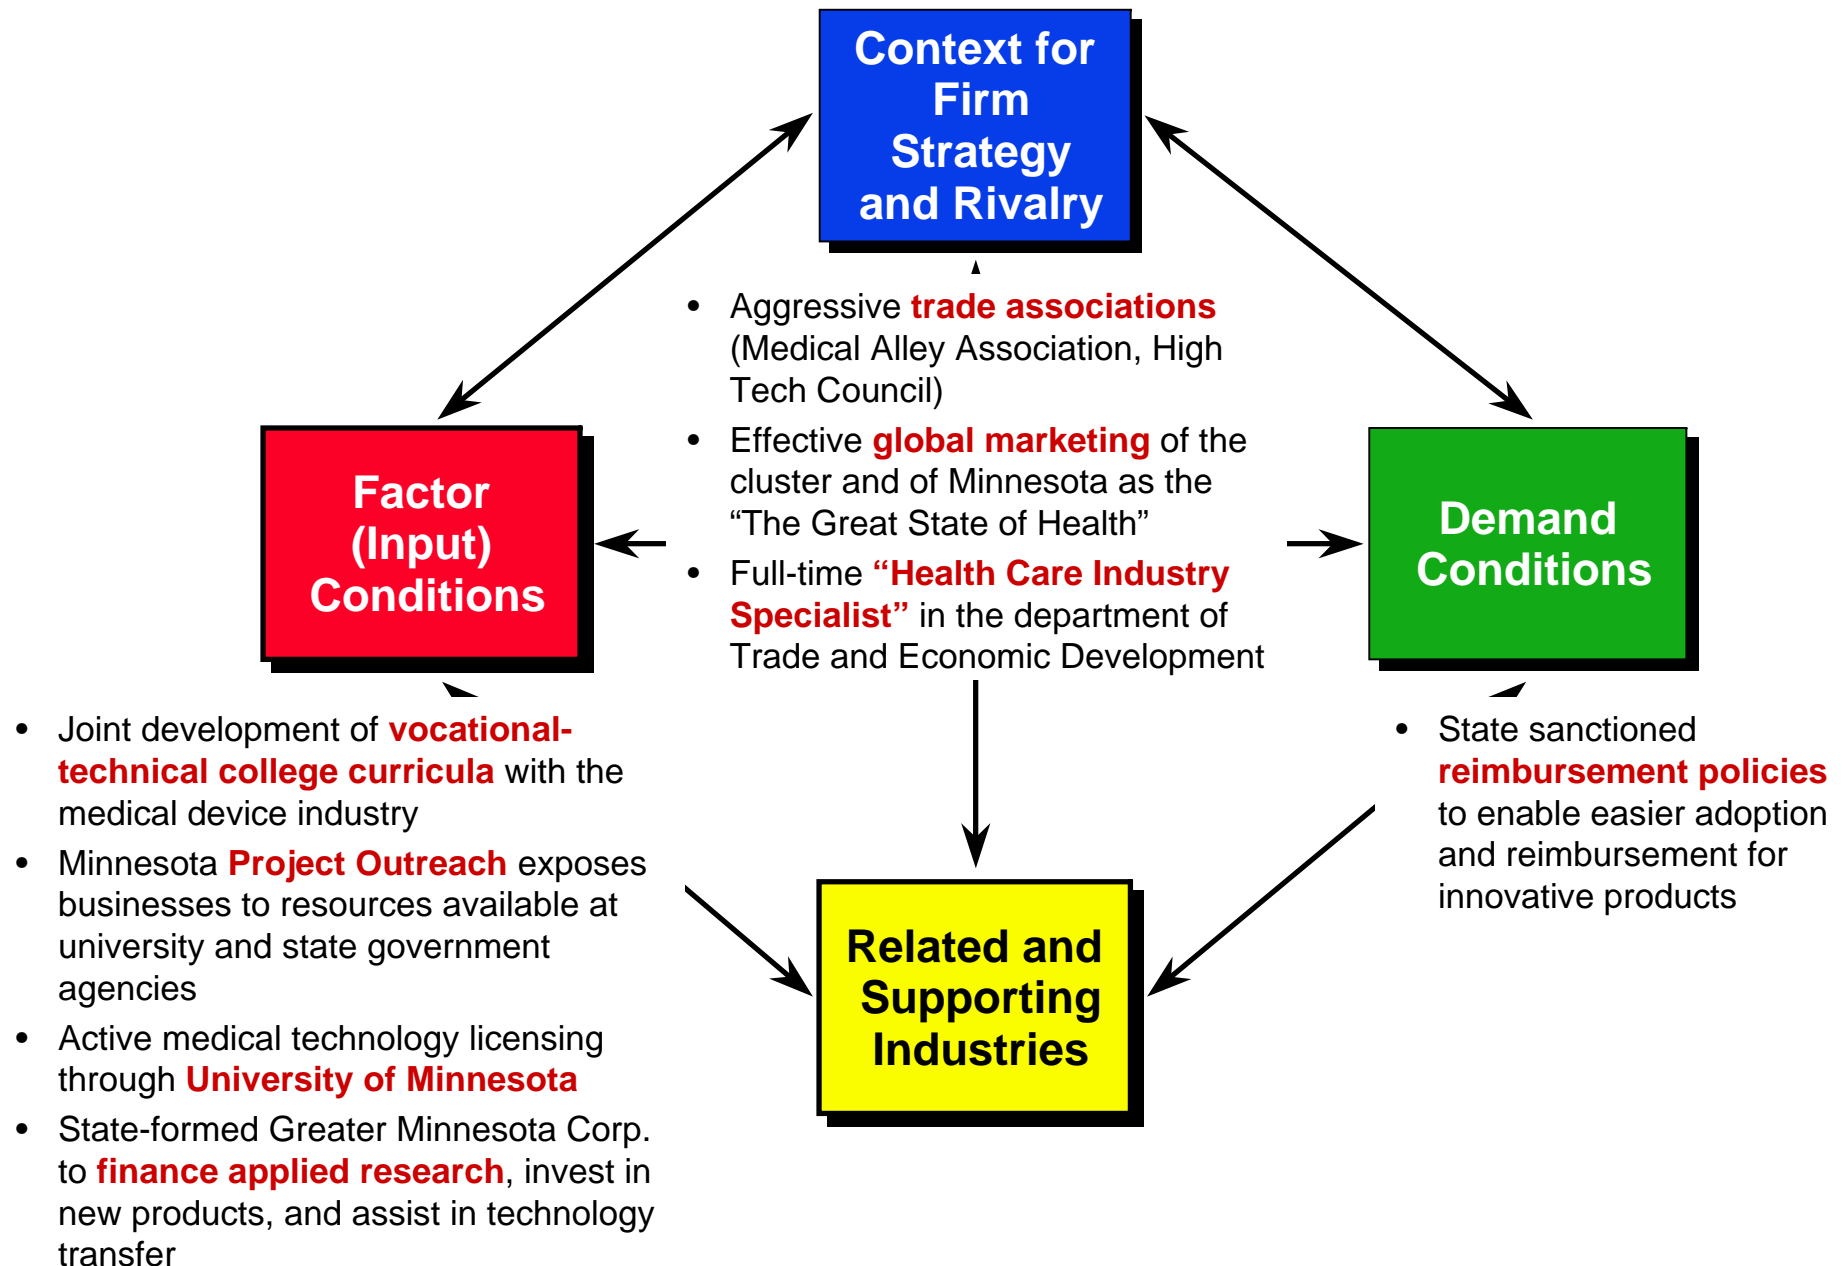 Context for
Firm
Strategy
and Rivalry
• Aggressive trade associations
(Medical Alley Association, High
Tech Council)
• Effective global marketing of the
cluster and of Minnesota as the
“The Great State of Health”
• Full-time “Health Care Industry
Specialist” in the department of
Trade and Economic Development
Factor
(Input)
Conditions
Demand
Conditions
• Joint development of vocational-
technical college curricula with the
medical device industry
• Minnesota Project Outreach exposes
businesses to resources available at
university and state government
agencies
• Active medical technology licensing
through University of Minnesota
• State-formed Greater Minnesota Corp.
to finance applied research, invest in
new products, and assist in technology
transfer
• State sanctioned
reimbursement policies
to enable easier adoption
and reimbursement for
innovative products
Related and
Supporting
Industries